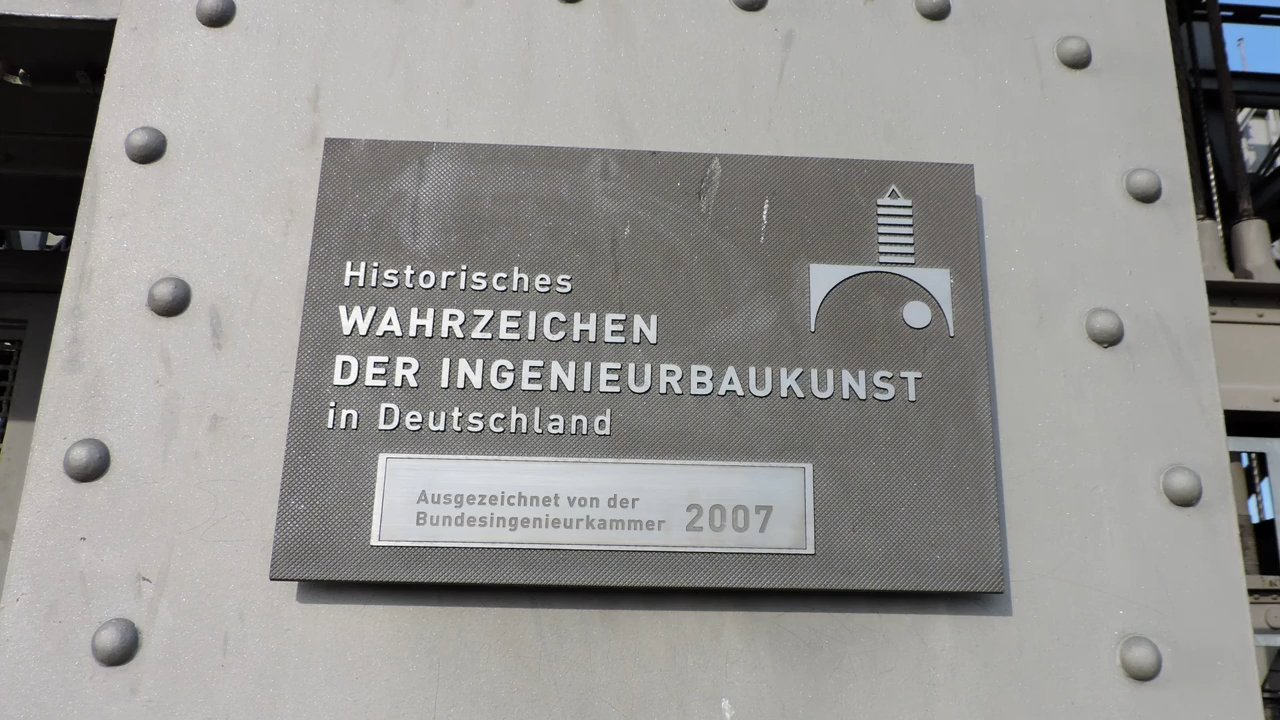 Historisches
WAHRZEICHEN
DER INGENIEURBAUKUNST
in Deutschland
Ausgezeichnet von der
Bundesingenieurkammer 2007